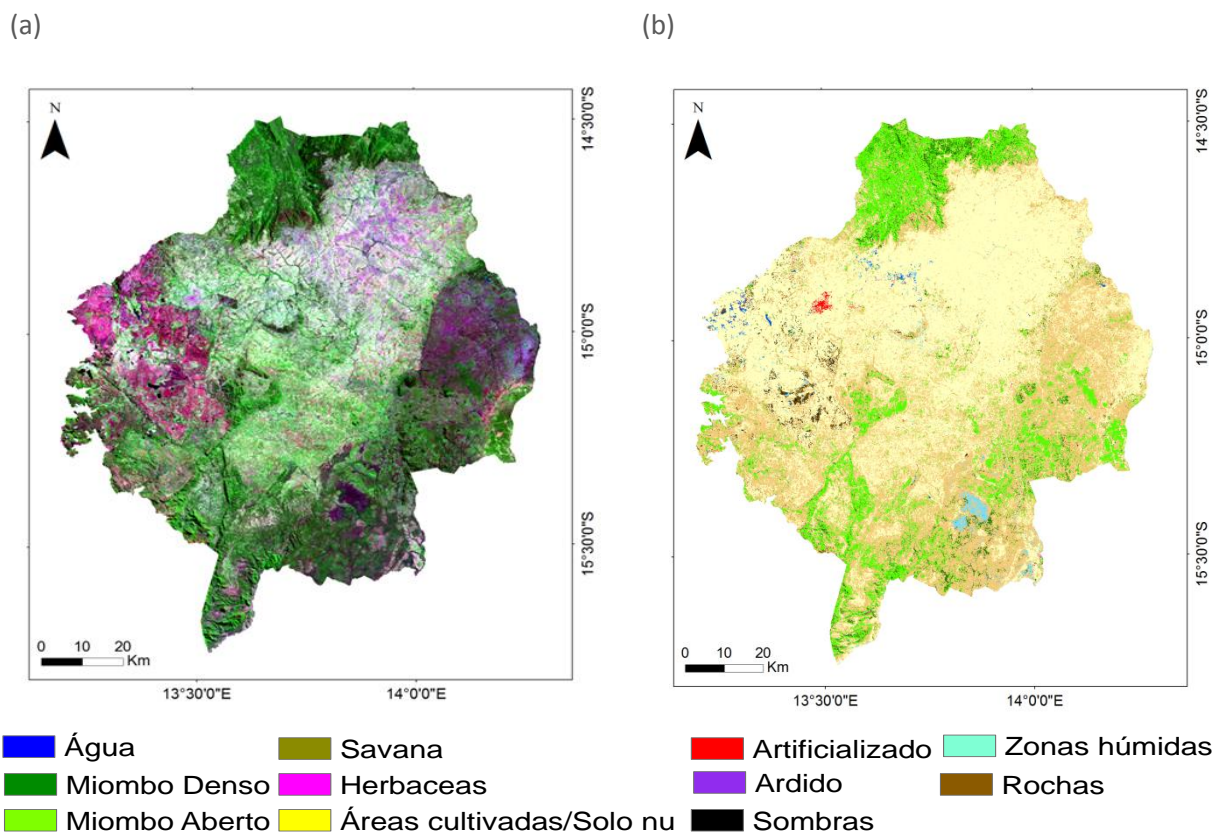 (a)
(b)
N
14°30'0"S
15°0'0"S
15°30'0"S
0 10 20
Km
13°30'0"E
14°0'0"E
N
14°30'0"S
15°0'0"S
15°30'0"S
0 10 20
Km
13°30'0"E
14°0'0"E
Água
Miombo Denso
Miombo Aberto
Savana
Herbaceas
Áreas cultivadas/Solo nu
Artificializado
Ardido
Sombras
Zonas húmidas
Rochas